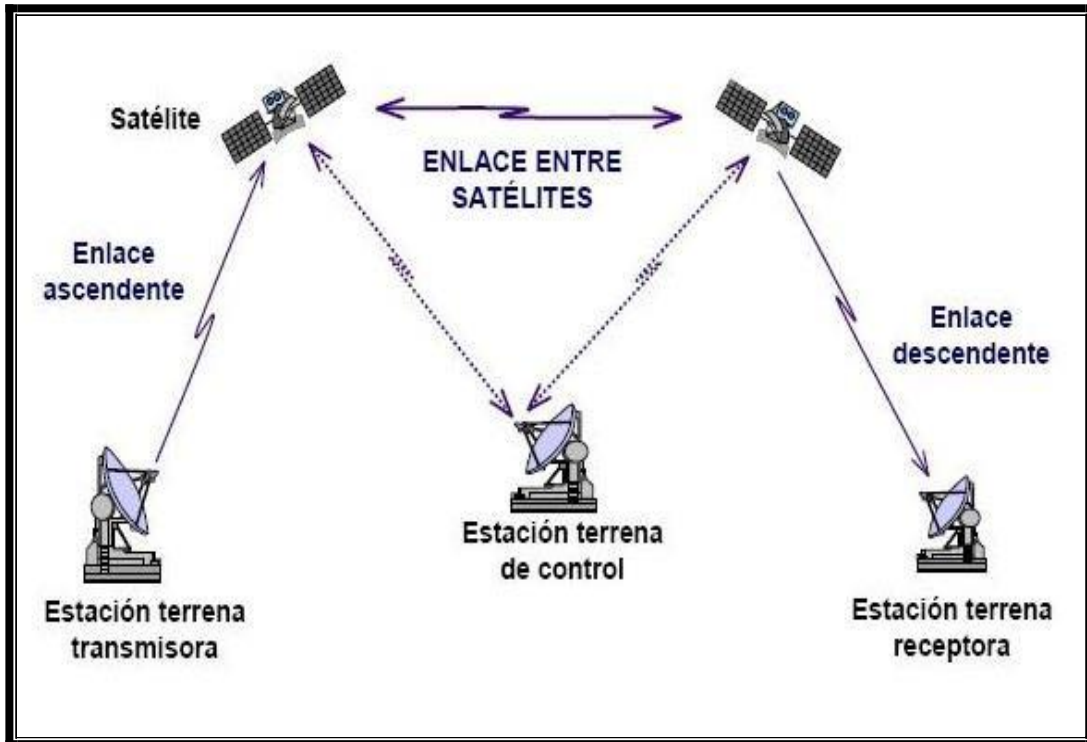 Satélite
ENLACE ENTRE
SATÉLITES
Enlace
ascendente
Enlace
descendente
Estación terrena
de control
Estación terrena
transmisora
Estación terrena
receptora